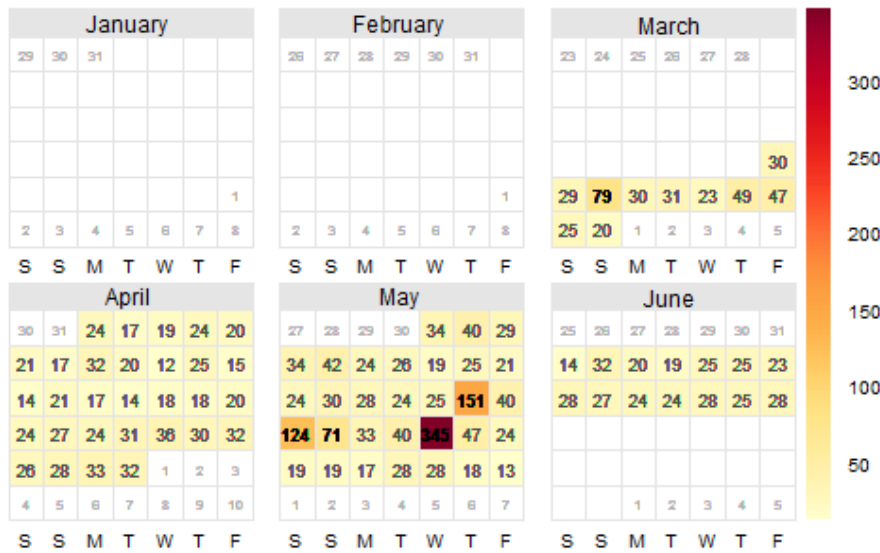 January February March
29 30 31 26 27 28 29 30 31 23 24 25 26 27 28
30
1 1 29 79 30 31 23 49 47
2 3 4 5 6 7 8 2 3 4 5 6 7 8 25 20 1 2 3 4 5
S S M T W T F S S M T W T F S S M T W T F
April May June
30 31 24 17 19 24 20 27 28 29 30 34 40 29 25 26 27 28 29 30 31
21 17 32 20 12 25 15 34 42 24 26 19 25 21 14 32 20 19 25 25 23
14 21 17 14 18 18 20 24 30 28 24 25 151 40 28 27 24 24 28 25 28
24 27 24 31 36 30 32 124 71 33 40 345 47 24
26 28 33 32 1 2 3 19 19 17 28 28 18 13
4 5 6 7 8 9 10 1 2 3 4 5 6 7 1 2 3 4 5
S S M T W T F S S M T W T F S S M T W T F
300
250
200
150
100
50